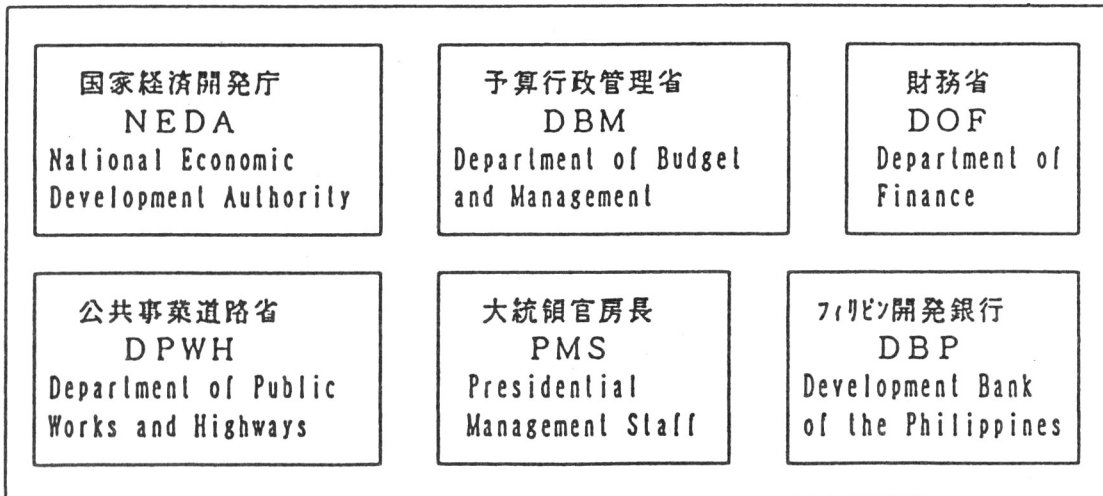 国家経済開発庁
NEDA
National Economic
Development Authority
予算行政管理省
DBM
Department of Budget
and Management
財務省
DOF
Department of
Finance
公共事業道路省
DPWH
Department of Public
Works and Highways
大統領官房長
PMS
Presidential
Management Staff
フィリピン開発銀行
DBP
Development Bank
of the Philippines